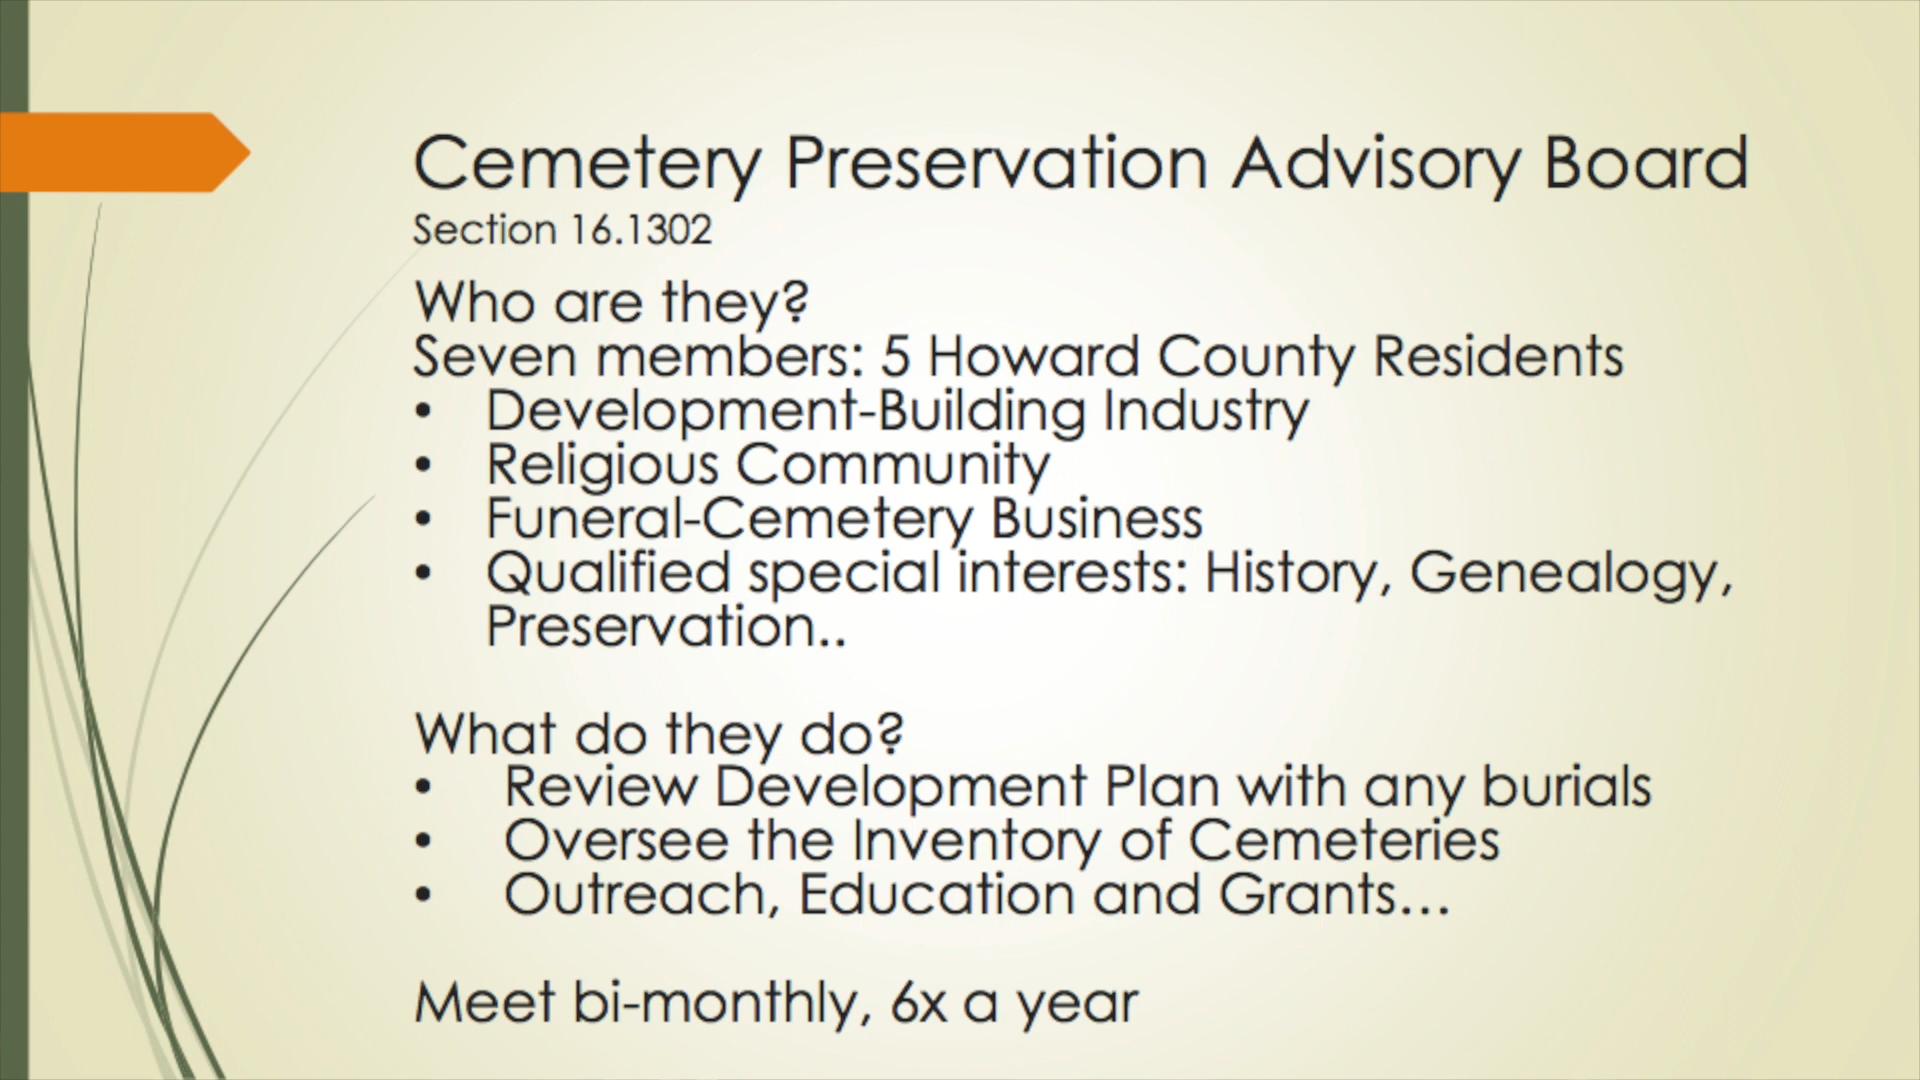 Cemetery Preservation Advisory Board
Section 16.1302
Who are they?
Seven members: 5 Howard County Residents
• Development-Building Industry
• Religious Community
• Funeral-Cemetery Business
• Qualified special interests: History, Genealogy,
Preservation..
What do they do?
• Review Development Plan with any burials
• Oversee the Inventory of Cemeteries
• Outreach, Education and Grants...
Meet bi-monthly, 6x a year